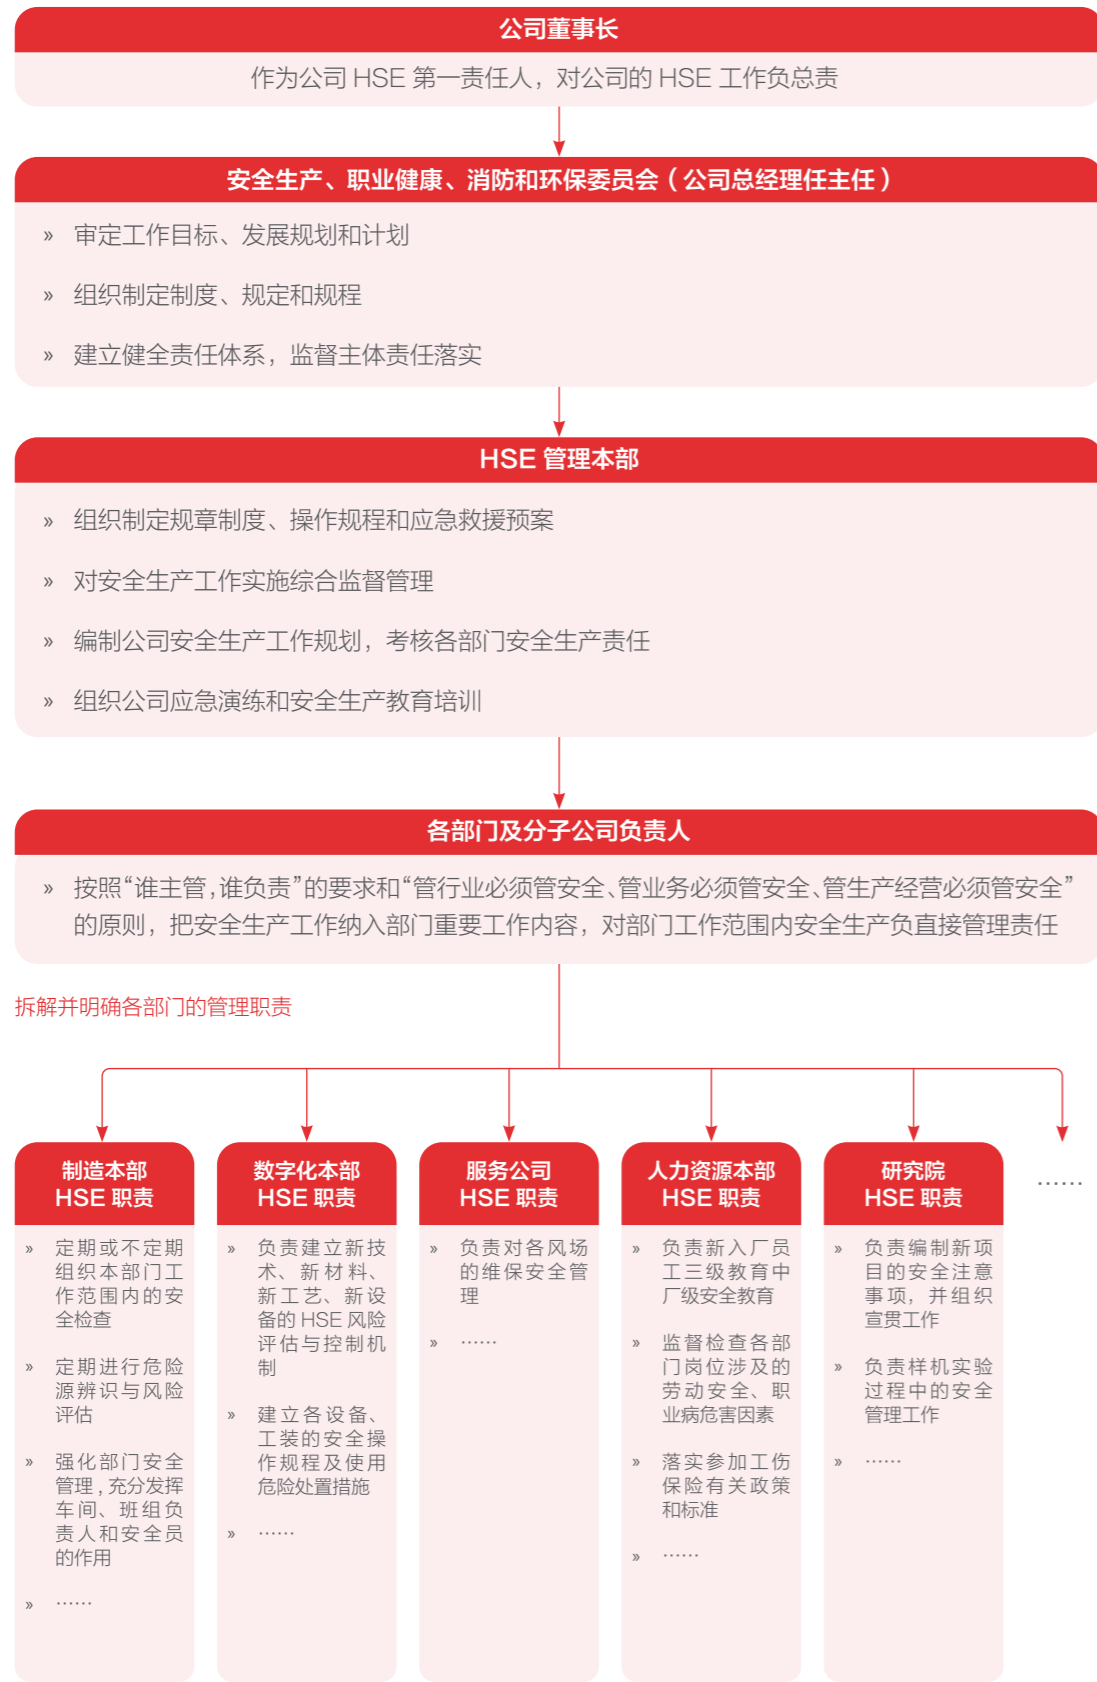 公司董事长
作为公司 HSE 第一责任人，对公司的 HSE 工作负总责
安全生产、职业健康、消防和环保委员会（公司总经理任主任）
» 审定工作目标、发展规划和计划
» 组织制定制度、规定和规程
» 建立健全责任体系，监督主体责任落实
HSE 管理本部
» 组织制定规章制度、操作规程和应急救援预案
» 对安全生产工作实施综合监督管理
» 编制公司安全生产工作规划，考核各部门安全生产责任
» 组织公司应急演练和安全生产教育培训
各部门及分子公司负责人
» 按照“谁主管，谁负责”的要求和“管行业必须管安全、管业务必须管安全、管生产经营必须管安全”
的原则，把安全生产工作纳入部门重要工作内容，对部门工作范围内安全生产负直接管理责任
拆解并明确各部门的管理职责
制造本部
HSE 职责
» 定期或不定期
组织本部门工
作范围内的安
全检查
» 定期进行危险
源辨识与风险
评估
» 强化部门安全
管理，充分发挥
车间、班组负
责人和安全员
的作用
» ……
数字化本部
HSE 职责
» 负责建立新技
术、新材料、
新工艺、新设
备的 HSE 风险
评估与控制机
制
» 建立各设备、
工装的安全操
作规程及使用
危险处置措施
» ……
服务公司
HSE 职责
» 负责对各风场
的维保安全管
理
» ……
人力资源本部
HSE 职责
» 负责新入厂员
工三级教育中
厂级安全教育
» 监督检查各部
门岗位涉及的
劳动安全、职
业病危害因素
» 落实参加工伤
保险有关政策
和标准
» ……
研究院
HSE 职责
» 负责编制新项
目的安全注意
事项，并组织
宣贯工作
» 负责样机实验
过程中的安全
管理工作
» ……
……